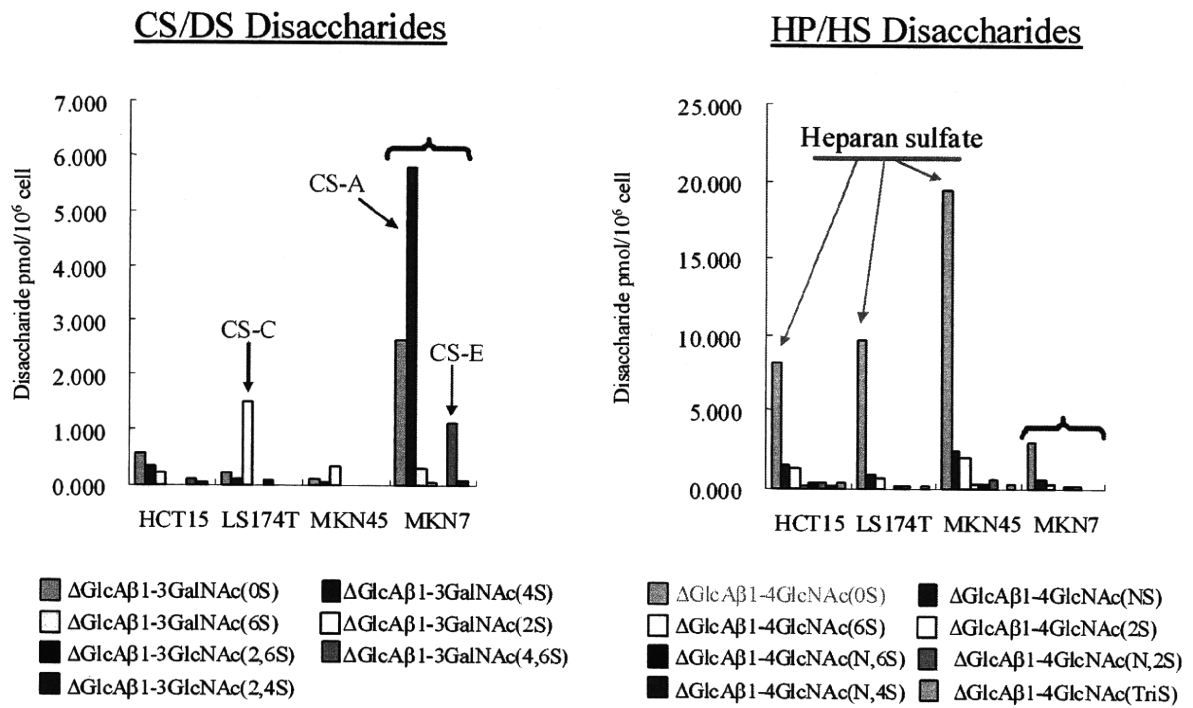 CS/DS Disaccharides
Disaccharide pmol/10⁶ cell
7.000
6.000
5.000
4.000
3.000
2.000
1.000
0.000
CS-A
CS-C
CS-E
HCT15 LS174T MKN45 MKN7
ΔGlcAβ1-3GalNAc(0S) ΔGlcAβ1-3GalNAc(4S)
ΔGlcAβ1-3GalNAc(6S) ΔGlcAβ1-3GalNAc(2S)
ΔGlcAβ1-3GlcNAc(2,6S) ΔGlcAβ1-3GalNAc(4,6S)
ΔGlcAβ1-3GlcNAc(2,4S)
HP/HS Disaccharides
Disaccharide pmol/10⁶ cell
25.000
20.000
15.000
10.000
5.000
0.000
Heparan sulfate
HCT15 LS174T MKN45 MKN7
ΔGlcAβ1-4GlcNAc(0S) ΔGlcAβ1-4GlcNAc(NS)
ΔGlcAβ1-4GlcNAc(6S) ΔGlcAβ1-4GlcNAc(2S)
ΔGlcAβ1-4GlcNAc(N,6S) ΔGlcAβ1-4GlcNAc(N,2S)
ΔGlcAβ1-4GlcNAc(N,4S) ΔGlcAβ1-4GlcNAc(TriS)